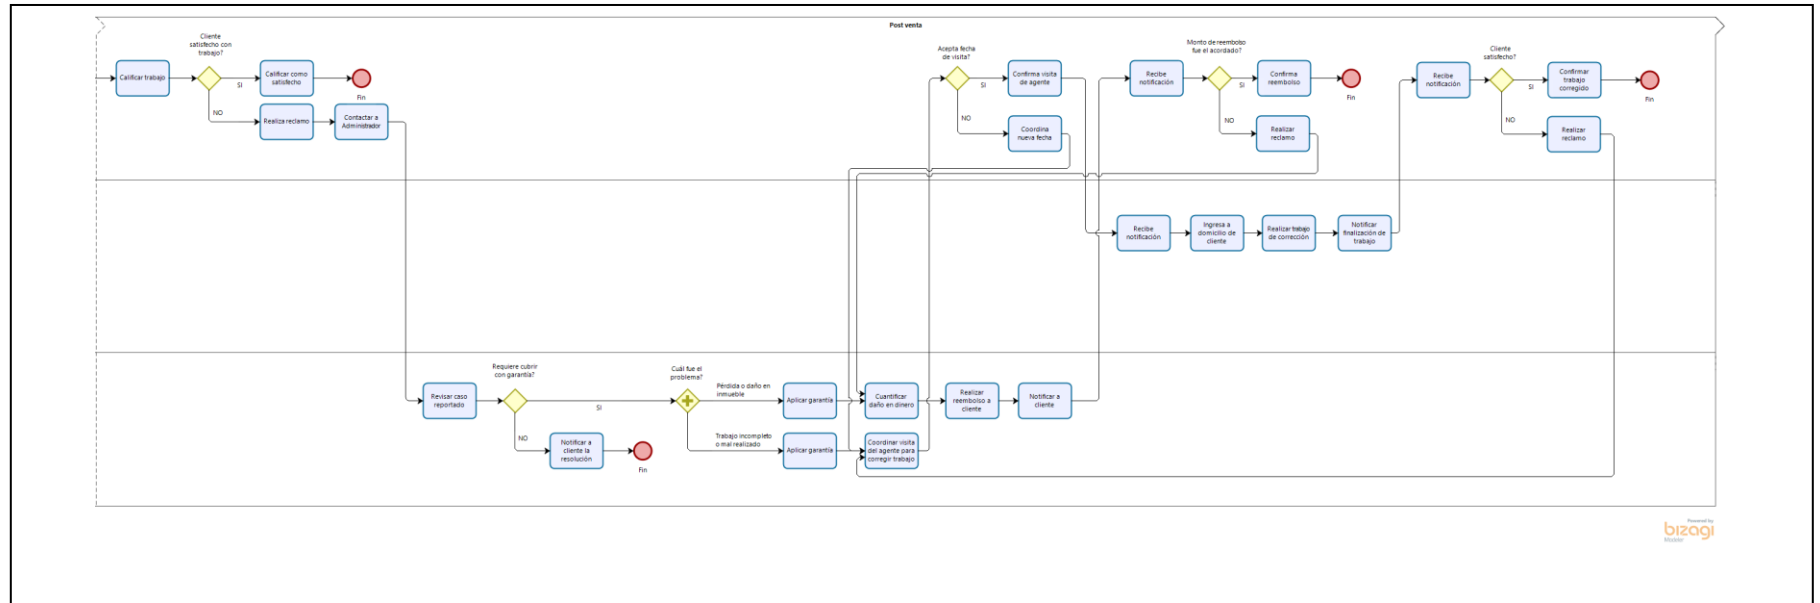 Post venta
Calificar trabajo
Cliente
satisfecho con
trabajo?
SI
Calificar como
satisfecho
Fin
NO
Realiza reclamo
Contactar a
Administrador
Acepta fecha
de visita?
SI
Confirma visita
de agente
NO
Coordina
nueva fecha
Recibe
notificación
Monto de reembolso
fue el acordado?
SI
Confirma
reembolso
Fin
NO
Realizar
reclamo
Recibe
notificación
Cliente
satisfecho?
SI
Confirmar
trabajo
corregido
Fin
NO
Realizar
reclamo
Recibe
notificación
Ingresa a
domicilio de
cliente
Realizar trabajo
de corrección
Notificar
finalización de
trabajo
Revisar caso
reportado
Requiere cubrir
con garantía?
SI
NO
Notificar a
cliente la
resolución
Fin
Cuál fue el
problema?
Pérdida o daño en
inmueble
Aplicar garantía
Cuantificar
daño en dinero
Realizar
reembolso a
cliente
Notificar a
cliente
Trabajo incompleto
o mal realizado
Aplicar garantía
Coordinar visita
del agente para
corregir trabajo
Powered by
bizagi
Modeler